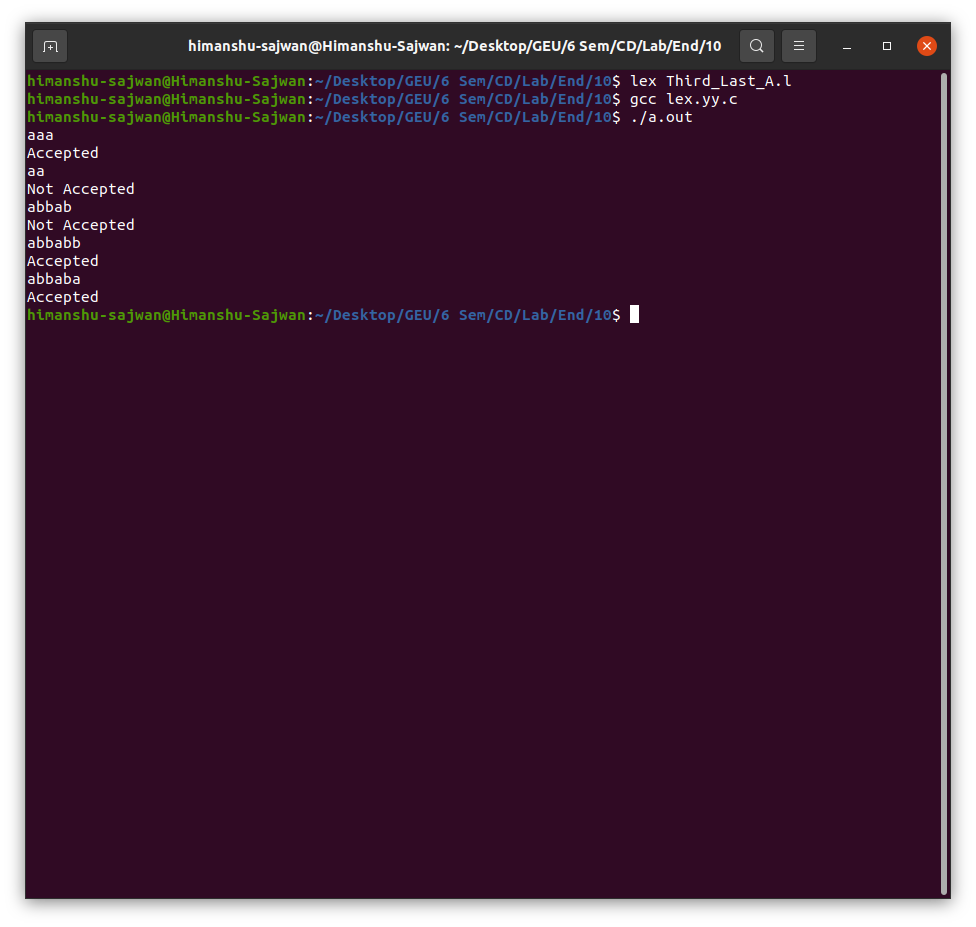 himanshu-sajwan@Himanshu-Sajwan: ~/Desktop/GEU/6 Sem/CD/Lab/End/10
himanshu-sajwan@Himanshu-Sajwan:~/Desktop/GEU/6 Sem/CD/Lab/End/10$ lex Third_Last_A.l
himanshu-sajwan@Himanshu-Sajwan:~/Desktop/GEU/6 Sem/CD/Lab/End/10$ gcc lex.yy.c
himanshu-sajwan@Himanshu-Sajwan:~/Desktop/GEU/6 Sem/CD/Lab/End/10$ ./a.out
aaa
Accepted
aa
Not Accepted
abbab
Not Accepted
abbabb
Accepted
abbaba
Accepted
himanshu-sajwan@Himanshu-Sajwan:~/Desktop/GEU/6 Sem/CD/Lab/End/10$